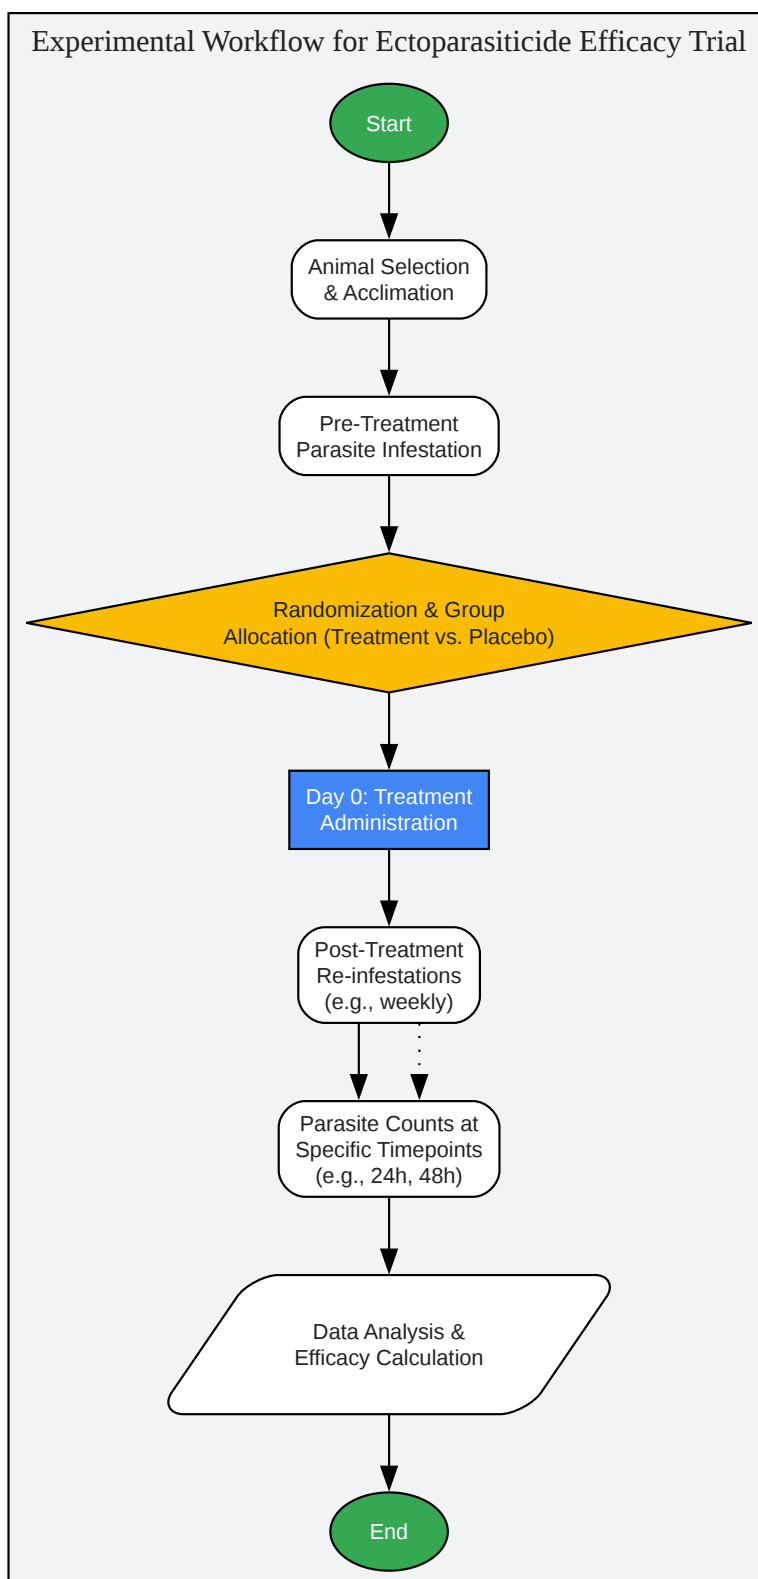 Experimental Workflow for Ectoparasiticide Efficacy Trial
Start
Animal Selection
& Acclimation
Pre-Treatment
Parasite Infestation
Randomization & Group
Allocation (Treatment vs. Placebo)
Day 0: Treatment
Administration
Post-Treatment
Re-infestations
(e.g., weekly)
Parasite Counts at
Specific Timepoints
(e.g., 24h, 48h)
Data Analysis &
Efficacy Calculation
End